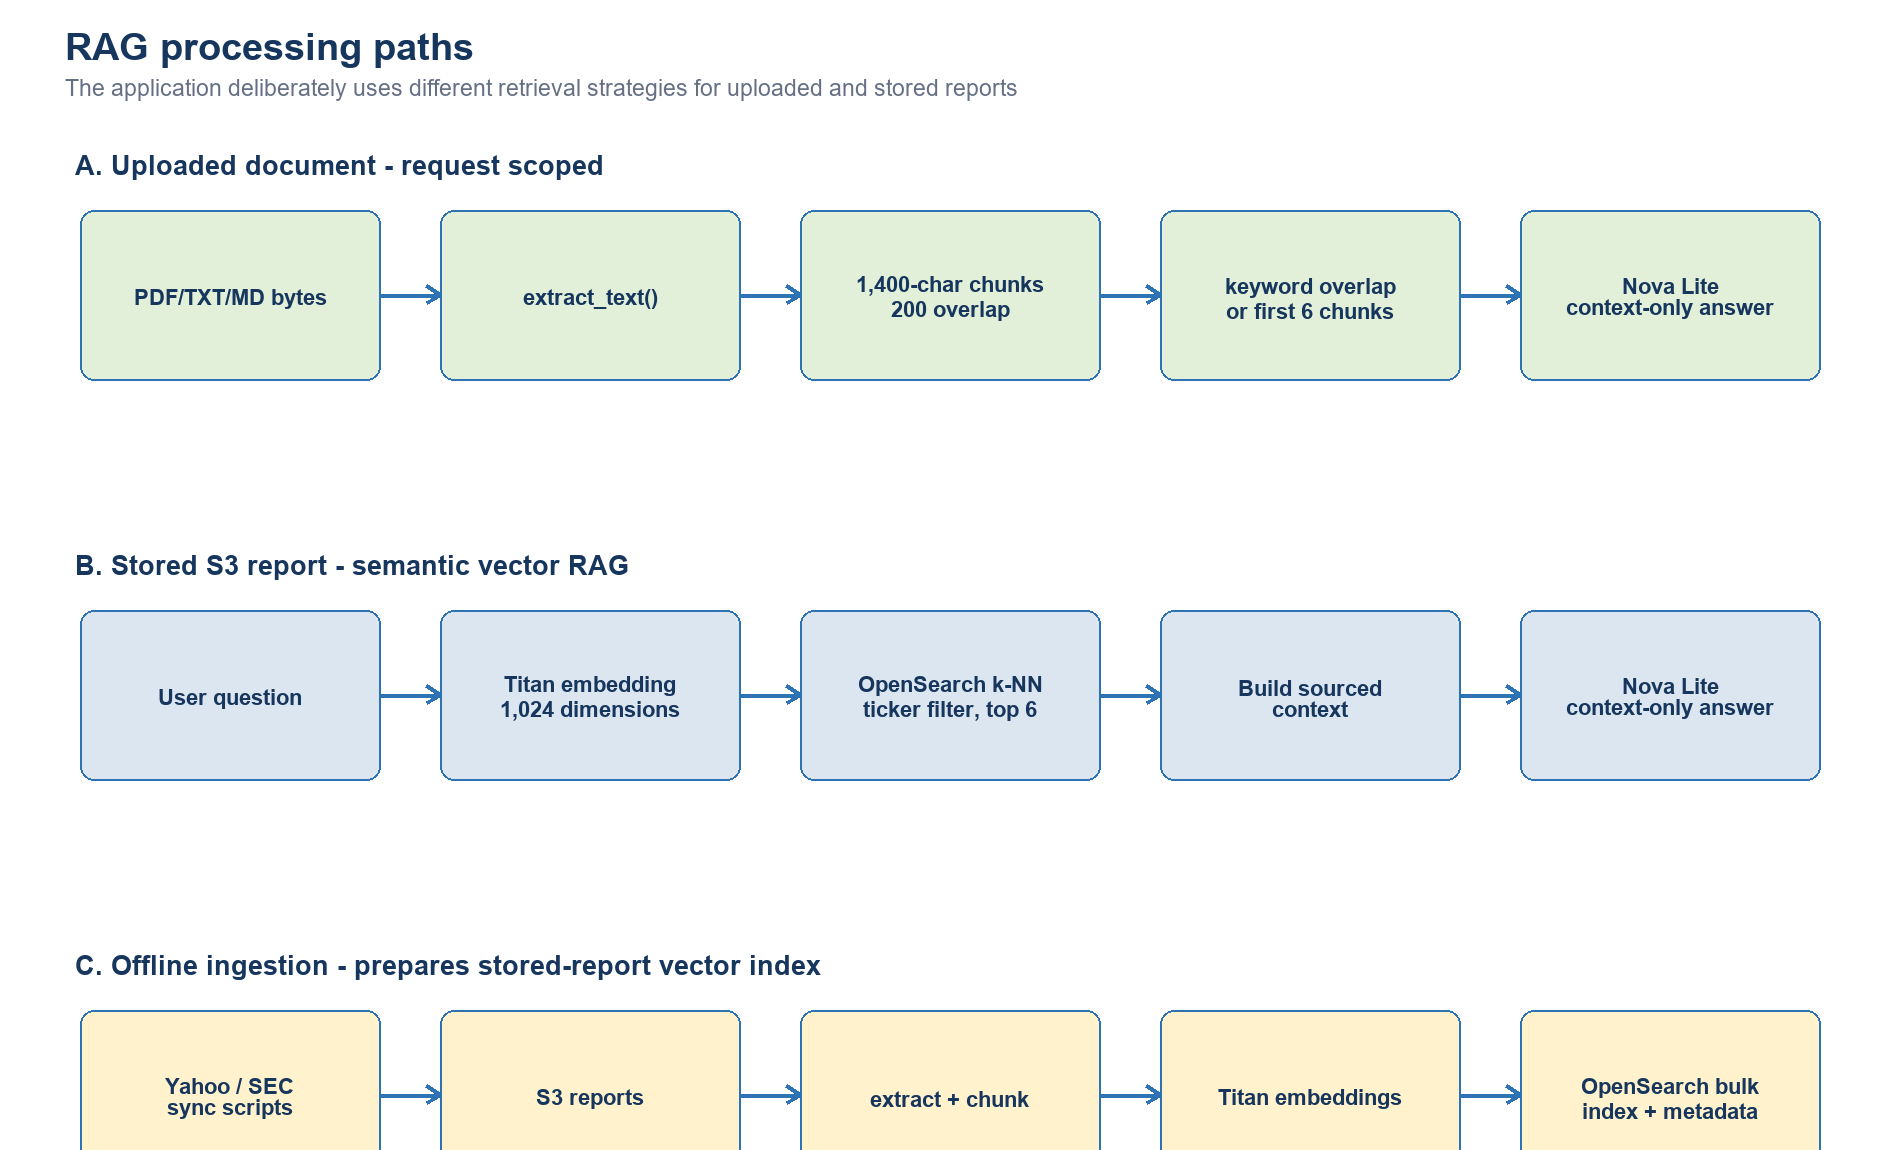 RAG processing paths
The application deliberately uses different retrieval strategies for uploaded and stored reports
A. Uploaded document - request scoped
PDF/TXT/MD bytes
extract_text()
1,400-char chunks
200 overlap
keyword overlap
or first 6 chunks
Nova Lite
context-only answer
B. Stored S3 report - semantic vector RAG
User question
Titan embedding
1,024 dimensions
OpenSearch k-NN
ticker filter, top 6
Build sourced
context
Nova Lite
context-only answer
C. Offline ingestion - prepares stored-report vector index
Yahoo / SEC
sync scripts
S3 reports
extract + chunk
Titan embeddings
OpenSearch bulk
index + metadata